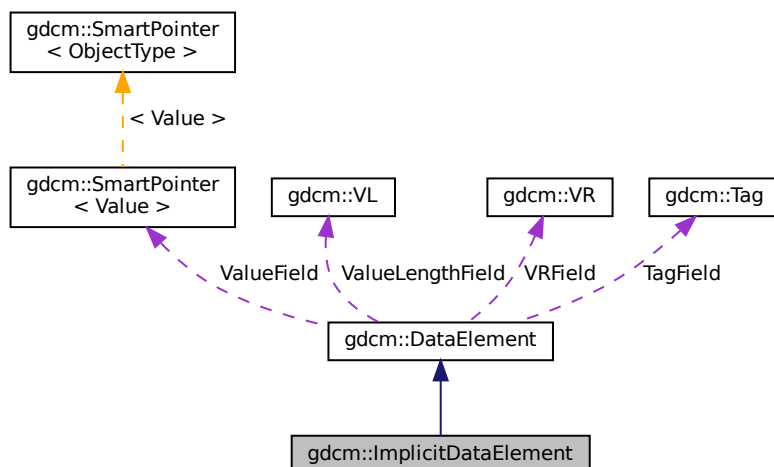 gdcm::SmartPointer
< ObjectType >
< Value >
gdcm::SmartPointer
< Value >
gdcm::VL
gdcm::VR
gdcm::Tag
ValueField
ValueLengthField
VRField
TagField
gdcm::DataElement
gdcm::ImplicitDataElement